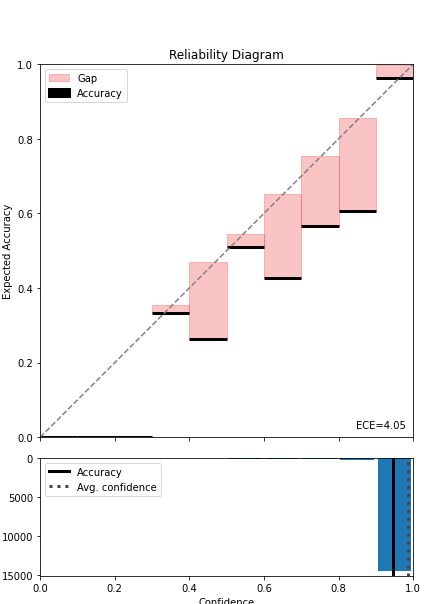 Reliability Diagram
1.0
Gap
Accuracy
0.8
0.6
Expected Accuracy
0.4
0.2
ECE=4.05
0.0
0
Accuracy
Avg. confidence
5000
10000
15000
0.0 0.2 0.4 0.6 0.8 1.0
Confidence